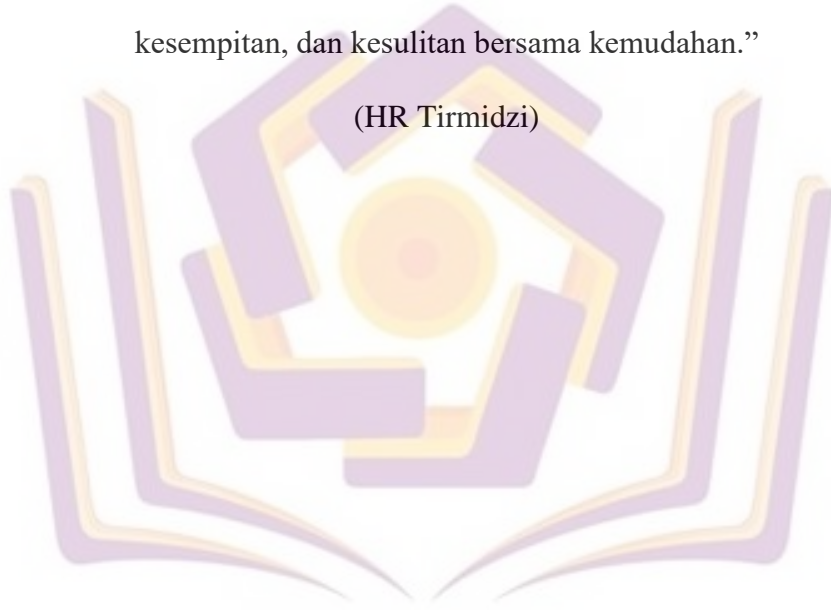 kesempitan, dan kesulitan bersama kemudahan.”
(HR Tirmidzi)